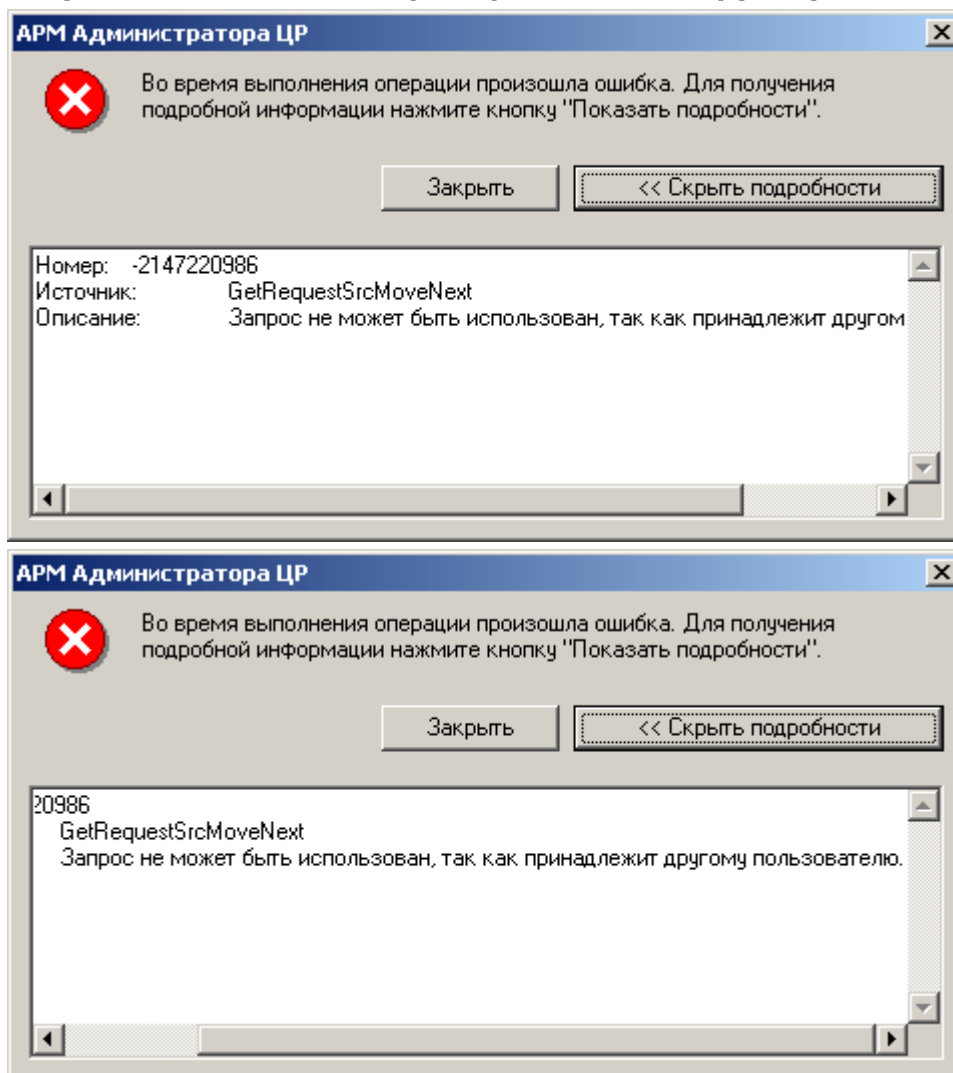 АРМ Администратора ЦР
Во время выполнения операции произошла ошибка. Для получения
подробной информации нажмите кнопку "Показать подробности".
Закрыть
<< Скрыть подробности
Номер: -2147220986
Источник: GetRequestSrcMoveNext
Описание: Запрос не может быть использован, так как принадлежит другом
АРМ Администратора ЦР
Во время выполнения операции произошла ошибка. Для получения
подробной информации нажмите кнопку "Показать подробности".
Закрыть
<< Скрыть подробности
20986
GetRequestSrcMoveNext
Запрос не может быть использован, так как принадлежит другому пользователю.